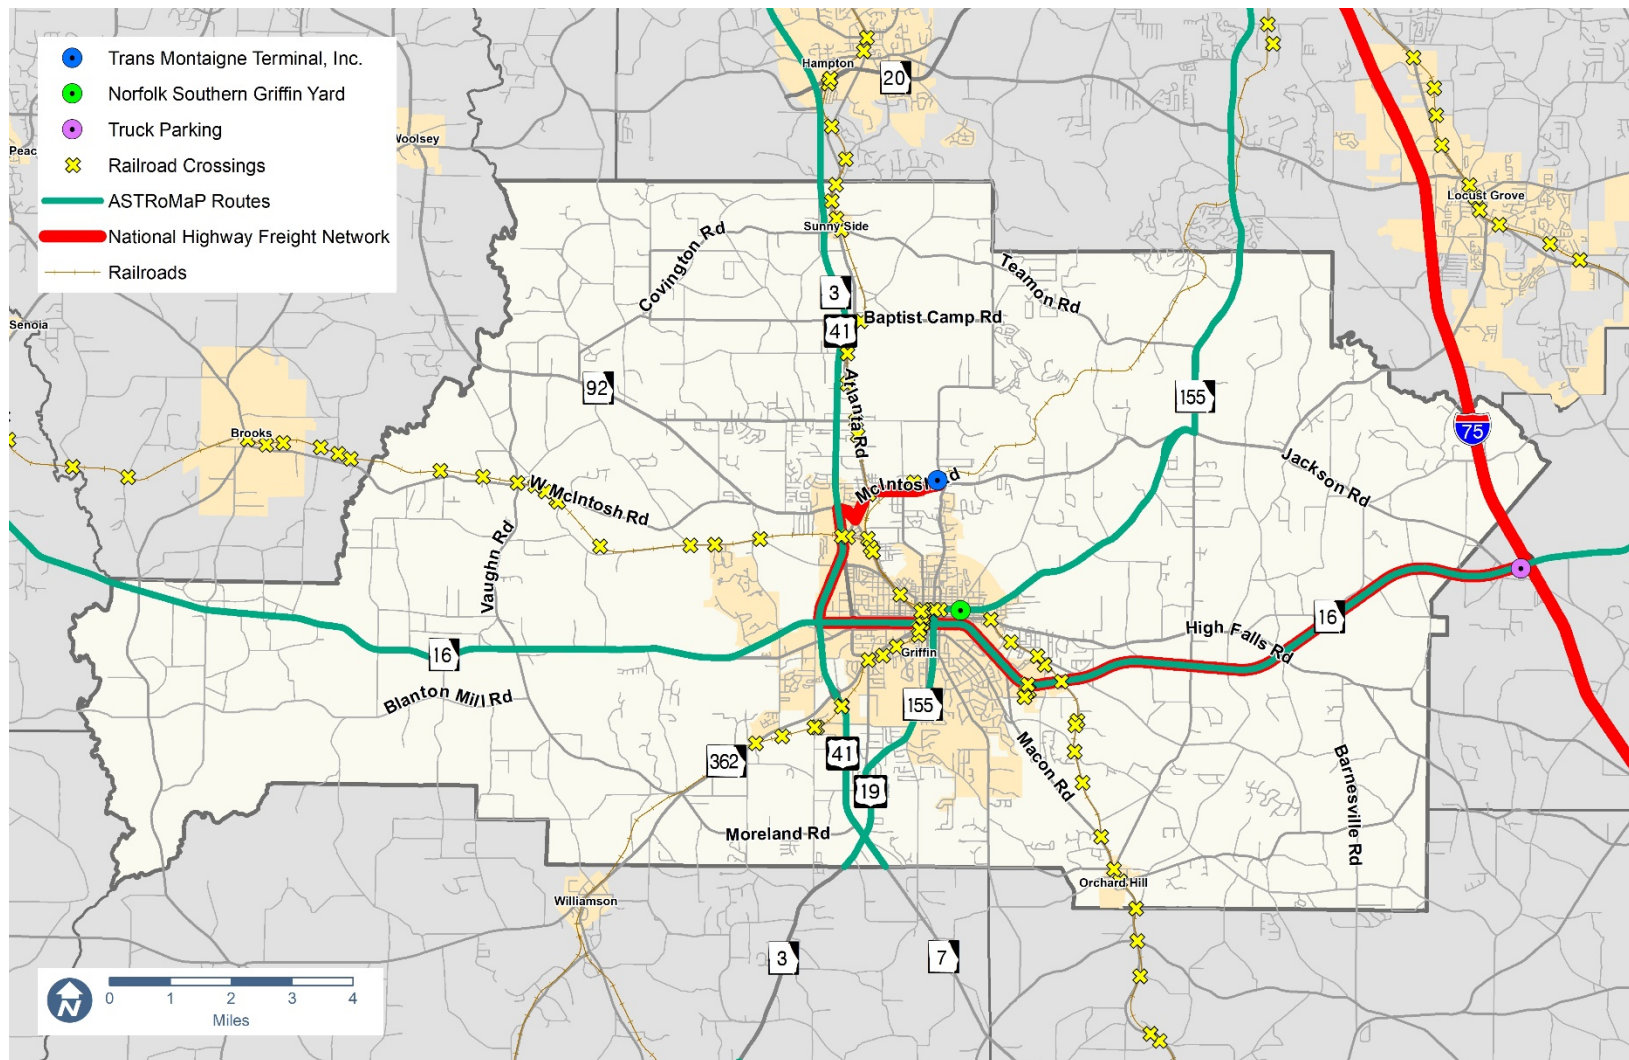 Trans Montaigne Terminal, Inc.
Norfolk Southern Griffin Yard
Truck Parking
Railroad Crossings
ASTRoMaP Routes
National Highway Freight Network
Railroads
Hampton
20
Woolsey
Peac
Locust Grove
Sunny Side
Covington Rd
Teamon Rd
3
Baptist Camp Rd
41
Senoia
92
Atlanta Rd
155
75
Brooks
Jackson Rd
McIntosh Rd
W McIntosh Rd
Vaughn Rd
16
High Falls Rd
16
Griffin
Blanton Mill Rd
155
41
362
Macon Rd
19
Barnesville Rd
Moreland Rd
Orchard Hill
Williamson
3
7
N
0 1 2 3 4
Miles